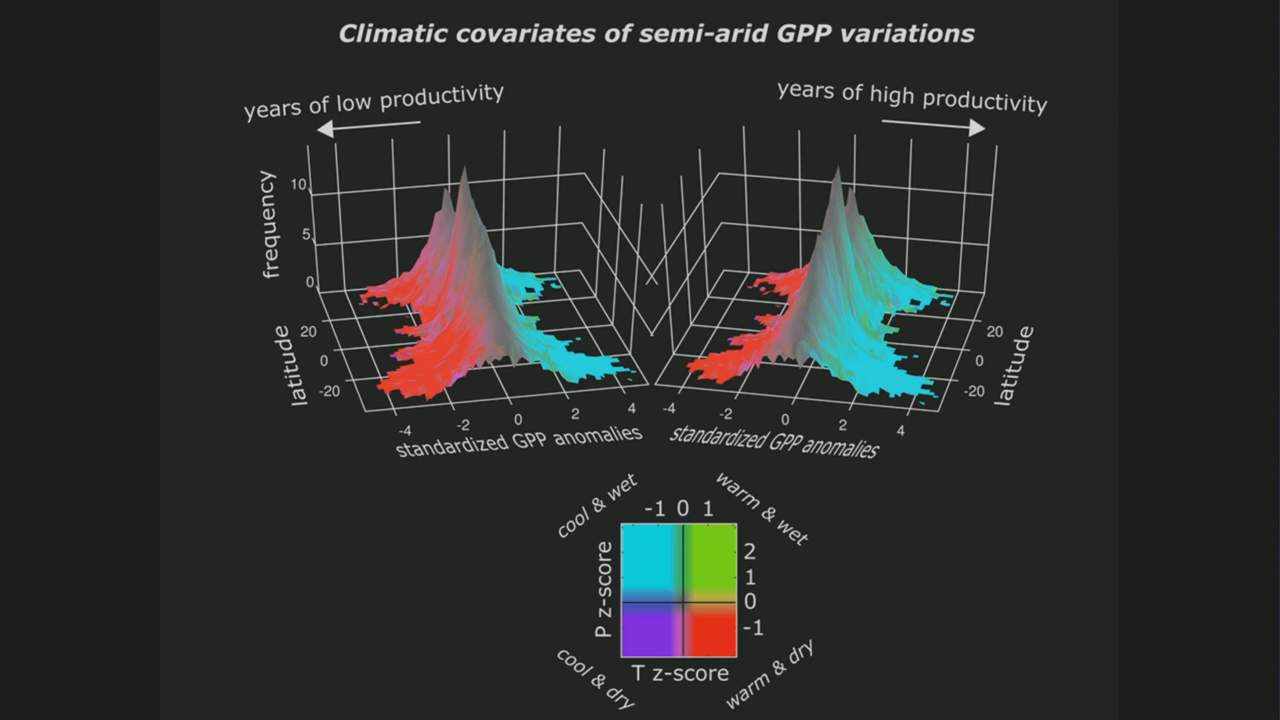 Climatic covariates of semi-arid GPP variations
years of low productivity
years of high productivity
frequency
10
5
0
latitude
20
0
-20
-4 -2 0 2 4
standardized GPP anomalies
20
0
-20
latitude
-4 -2 0 2 4
standardized GPP anomalies
cool & wet
warm & wet
-1 0 1
P z-score
2
1
0
-1
T z-score
cool & dry
warm & dry